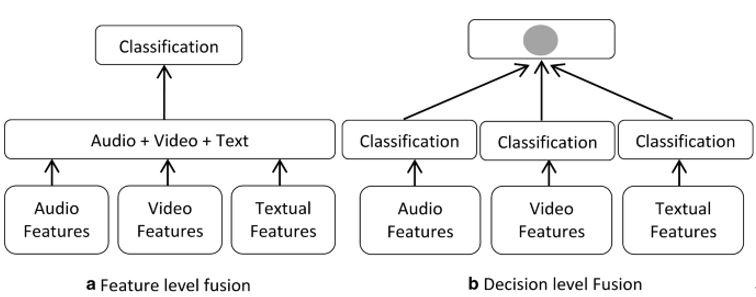 Classification
Audio + Video + Text
Audio
Features
Video
Features
Textual
Features
a Feature level fusion
Classification
Classification
Classification
Audio
Features
Video
Features
Textual
Features
b Decision level Fusion